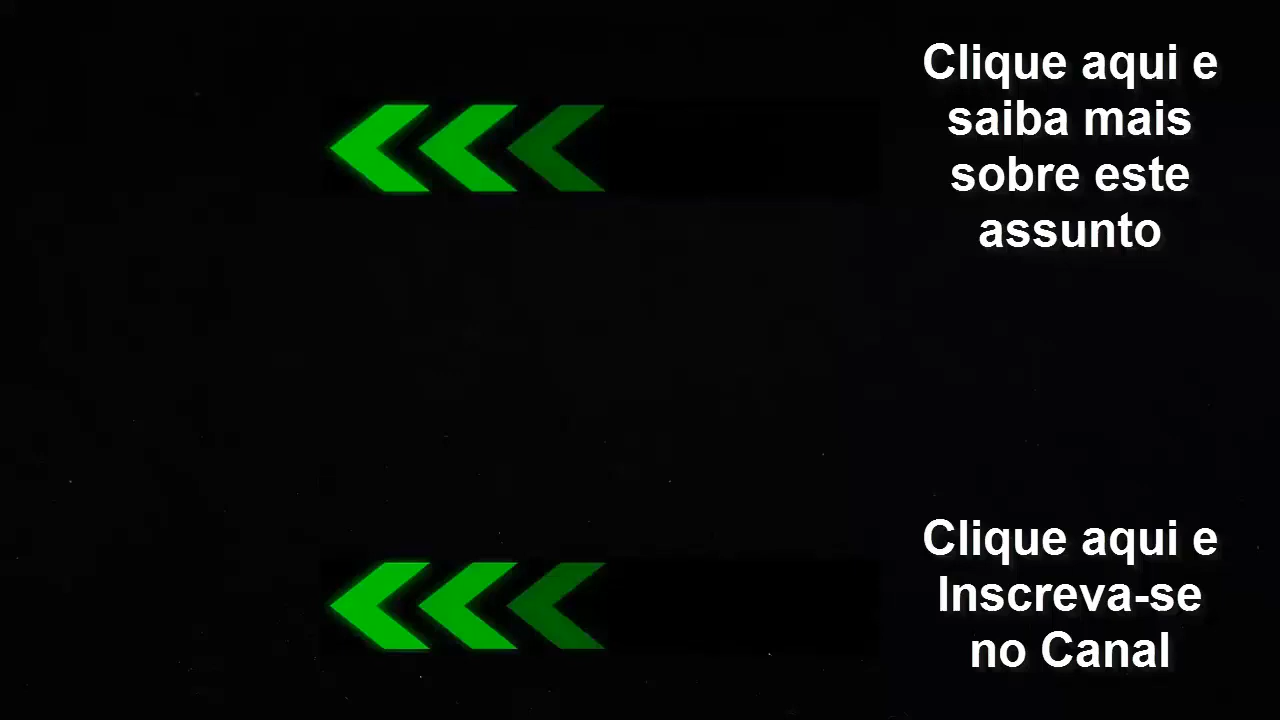 Clique aqui e
saiba mais
sobre este
assunto
Clique aqui e
Inscreva-se
no Canal